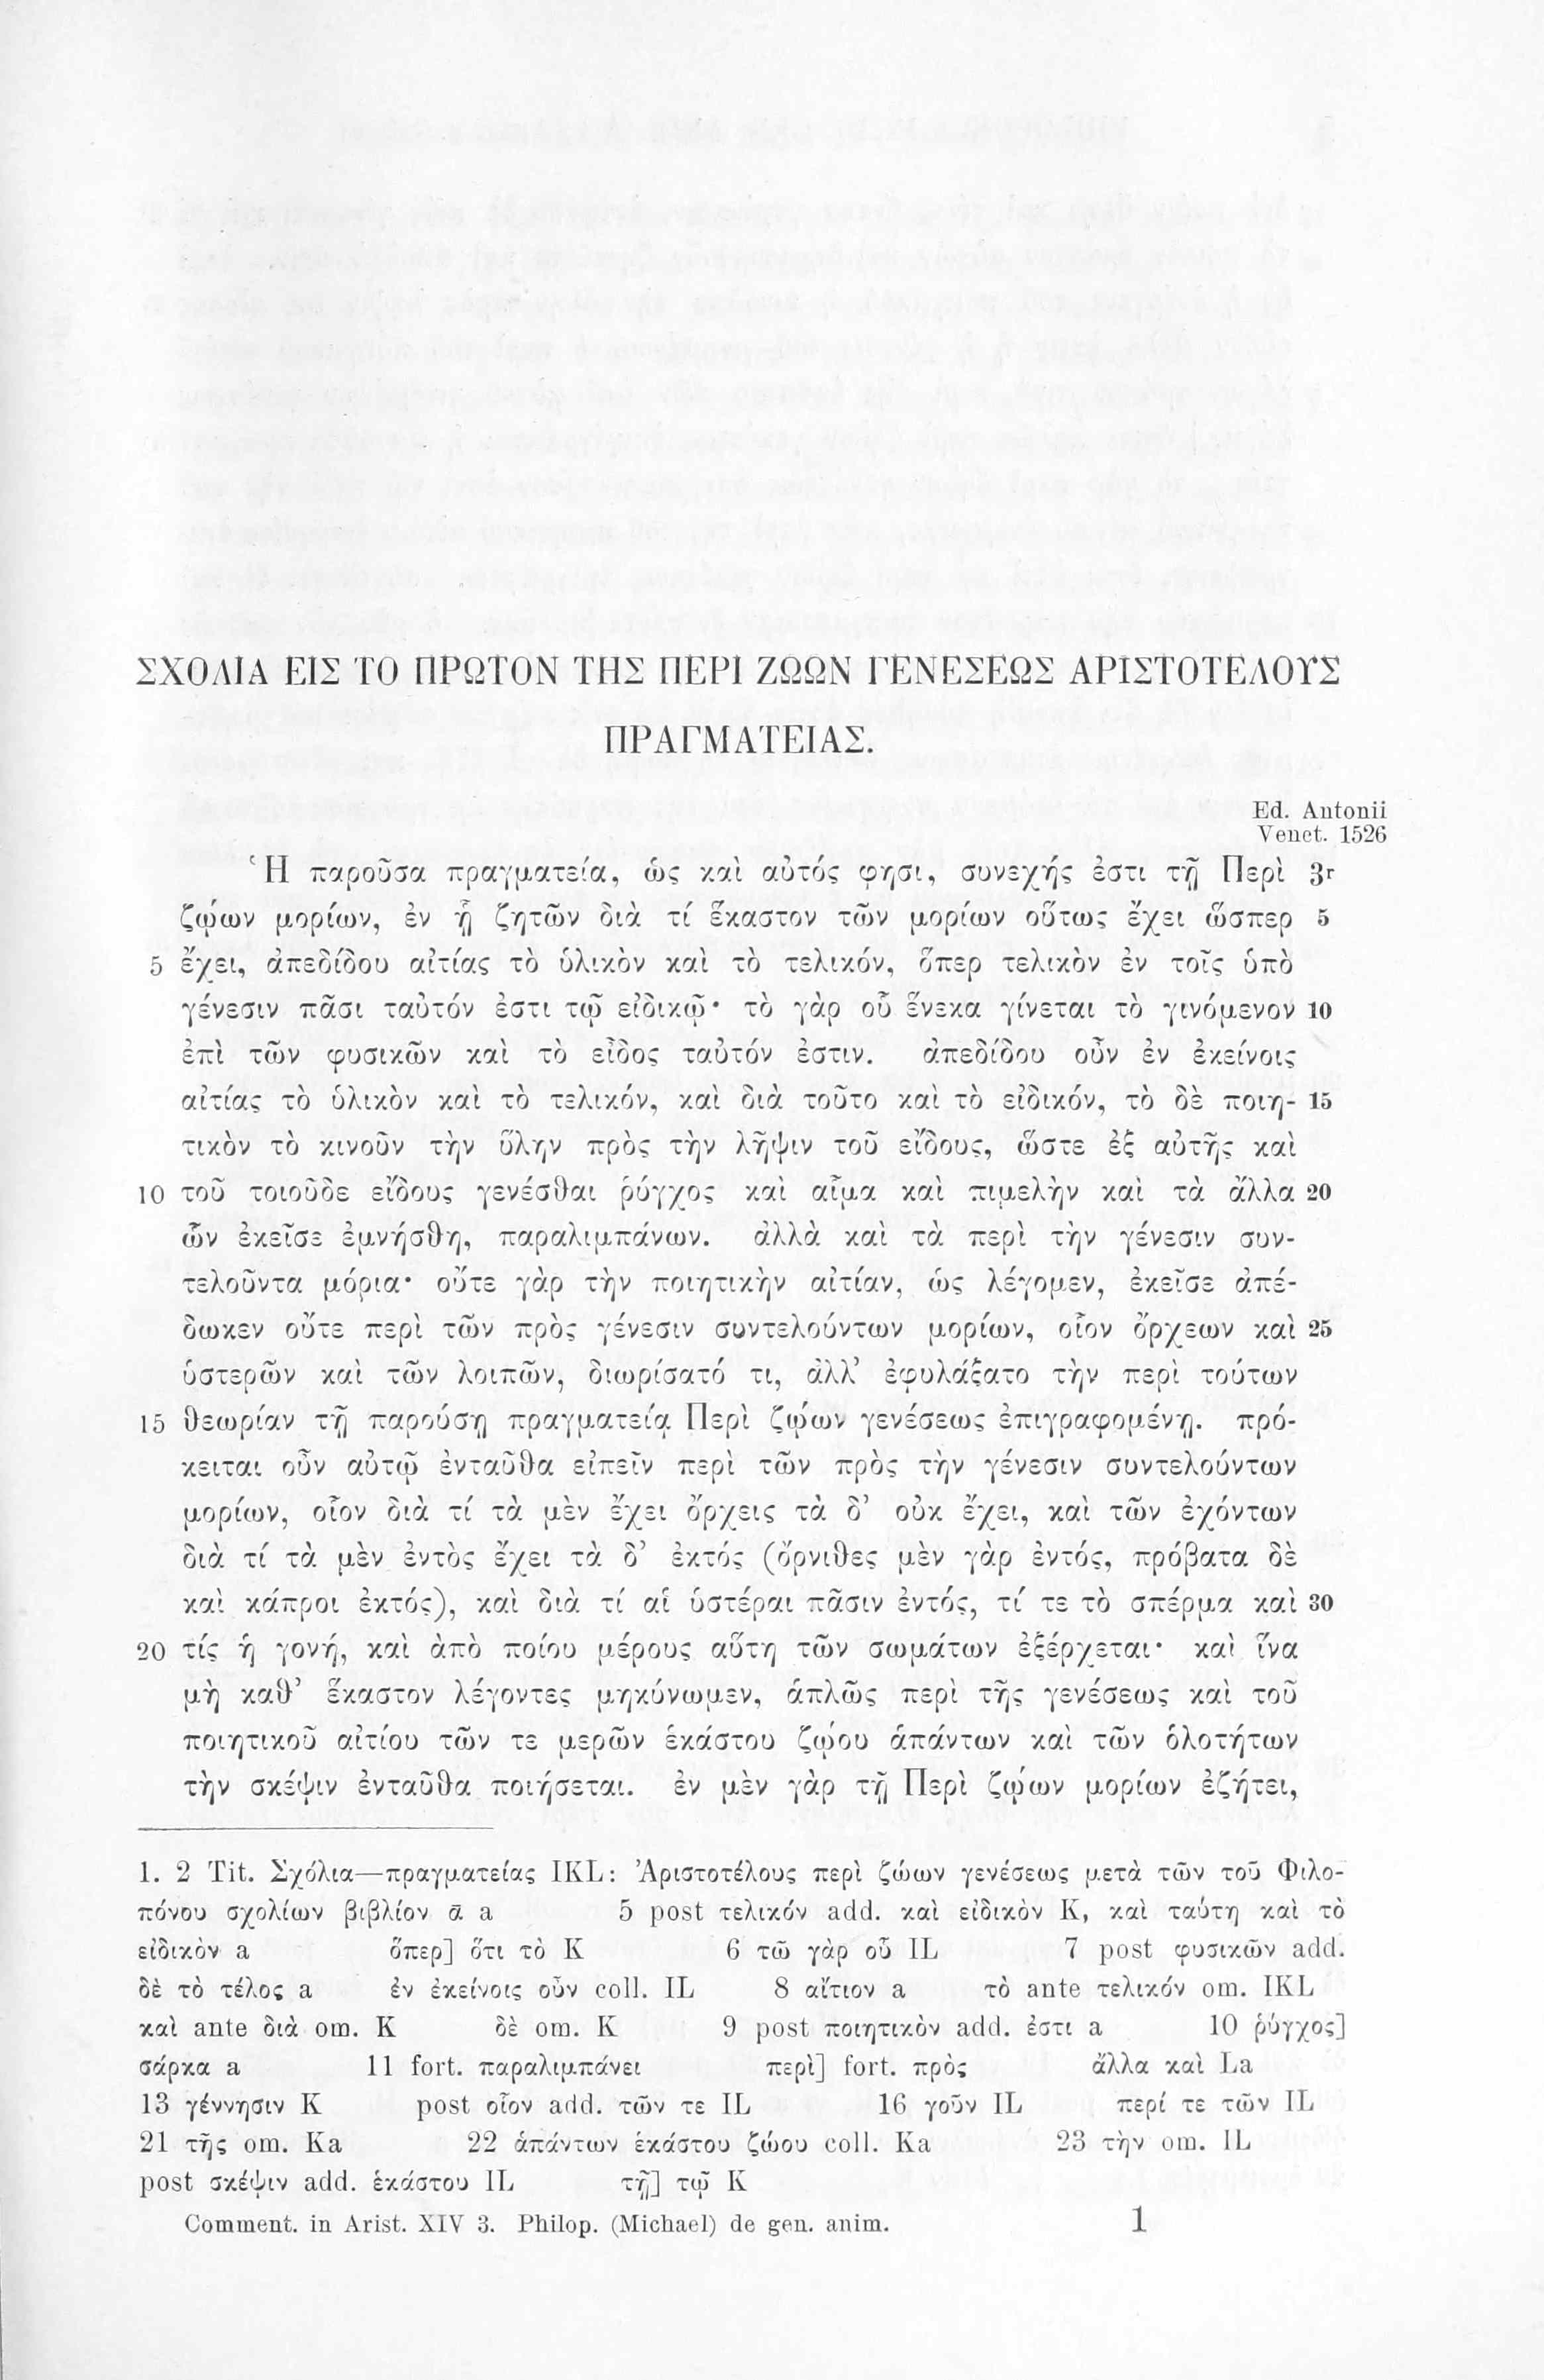 ΣΧΟΛΙΑ ΕΙΣ ΤΟ ΠΡΩΤΟΝ ΤΗΣ ΠΕΡΙ ΖΩΩΝ ΓΕΝΕΣΕΩΣ ΑΡΙΣΤΟΤΕΛΟΥΣ
ΠΡΑΓΜΑΤΕΙΑΣ.
Ed. Antonii
Venet. 1526
Ἡ παροῦσα πραγματεία, ὡς καὶ αὐτός φησι, συνεχής ἐστι τῇ Περὶ 3r
ζῴων μορίων, ἐν ᾗ ζητῶν διὰ τί ἕκαστον τῶν μορίων οὕτως ἔχει ὥσπερ 5
5 ἔχει, ἀπεδίδου αἰτίας τὸ ὑλικὸν καὶ τὸ τελικόν, ὅπερ τελικὸν ἐν τοῖς ὑπὸ
γένεσιν πᾶσι ταὐτόν ἐστι τῷ εἰδικῷ· τὸ γὰρ οὗ ἕνεκα γίνεται τὸ γινόμενον 10
ἐπὶ τῶν φυσικῶν καὶ τὸ εἶδος ταὐτόν ἐστιν. ἀπεδίδου οὖν ἐν ἐκείνοις
αἰτίας τὸ ὑλικὸν καὶ τὸ τελικόν, καὶ διὰ τοῦτο καὶ τὸ εἰδικόν, τὸ δὲ ποιη- 15
τικὸν τὸ κινοῦν τὴν ὕλην πρὸς τὴν λῆψιν τοῦ εἴδους, ὥστε ἐξ αὐτῆς καὶ
10 τοῦ τοιοῦδε εἴδους γενέσθαι ῥύγχος καὶ αἷμα καὶ πιμελὴν καὶ τὰ ἄλλα 20
ὧν ἐκεῖσε ἐμνήσθη, παραλιμπάνων. ἀλλὰ καὶ τὰ περὶ τὴν γένεσιν συν-
τελοῦντα μόρια· οὔτε γὰρ τὴν ποιητικὴν αἰτίαν, ὡς λέγομεν, ἐκεῖσε ἀπέ-
δωκεν οὔτε περὶ τῶν πρὸς γένεσιν συντελούντων μορίων, οἷον ὄρχεων καὶ 25
ὑστερῶν καὶ τῶν λοιπῶν, διωρίσατό τι, ἀλλ’ ἐφυλάξατο τὴν περὶ τούτων
15 θεωρίαν τῇ παρούσῃ πραγματείᾳ Περὶ ζῴων γενέσεως ἐπιγραφομένῃ. πρό-
κειται οὖν αὐτῷ ἐνταῦθα εἰπεῖν περὶ τῶν πρὸς τὴν γένεσιν συντελούντων
μορίων, οἷον διὰ τί τὰ μὲν ἔχει ὄρχεις τὰ δ’ οὐκ ἔχει, καὶ τῶν ἐχόντων
διὰ τί τὰ μὲν ἐντὸς ἔχει τὰ δ’ ἐκτός (ὄρνιθες μὲν γὰρ ἐντός, πρόβατα δὲ
καὶ κάπροι ἐκτός), καὶ διὰ τί αἱ ὑστέραι πᾶσιν ἐντός, τί τε τὸ σπέρμα καὶ 30
20 τίς ἡ γονή, καὶ ἀπὸ ποίου μέρους αὕτη τῶν σωμάτων ἐξέρχεται· καὶ ἵνα
μὴ καθ’ ἕκαστον λέγοντες μηκύνωμεν, ἁπλῶς περὶ τῆς γενέσεως καὶ τοῦ
ποιητικοῦ αἰτίου τῶν τε μερῶν ἑκάστου ζῴου ἁπάντων καὶ τῶν ὁλοτήτων
τὴν σκέψιν ἐνταῦθα ποιήσεται. ἐν μὲν γὰρ τῇ Περὶ ζῴων μορίων ἐζήτει,
1. 2 Tit. Σχόλια—πραγματείας IKL: Ἀριστοτέλους περὶ ζώων γενέσεως μετὰ τῶν τοῦ Φιλο-
πόνου σχολίων βιβλίον ᾱ a 5 post τελικόν add. καὶ εἰδικὸν K, καὶ ταύτῃ καὶ τὸ
εἰδικὸν a ὅπερ] ὅτι τὸ K 6 τῶ γὰρ οὗ IL 7 post φυσικῶν add.
δὲ τὸ τέλος a ἐν ἐκείνοις οὖν coll. IL 8 αἴτιον a τὸ ante τελικόν om. IKL
καὶ ante διὰ om. K δὲ om. K 9 post ποιητικὸν add. ἐστι a 10 ῥύγχος]
σάρκα a 11 fort. παραλιμπάνει περὶ] fort. πρὸς ἄλλα καὶ La
13 γέννησιν K post οἷον add. τῶν τε IL 16 γοῦν IL περί τε τῶν IL
21 τῆς om. Ka 22 ἁπάντων ἑκάστου ζώου coll. Ka 23 τὴν om. IL
post σκέψιν add. ἑκάστου IL τῇ] τῷ K
Comment. in Arist. XIV 3. Philop. (Michael) de gen. anim. 1